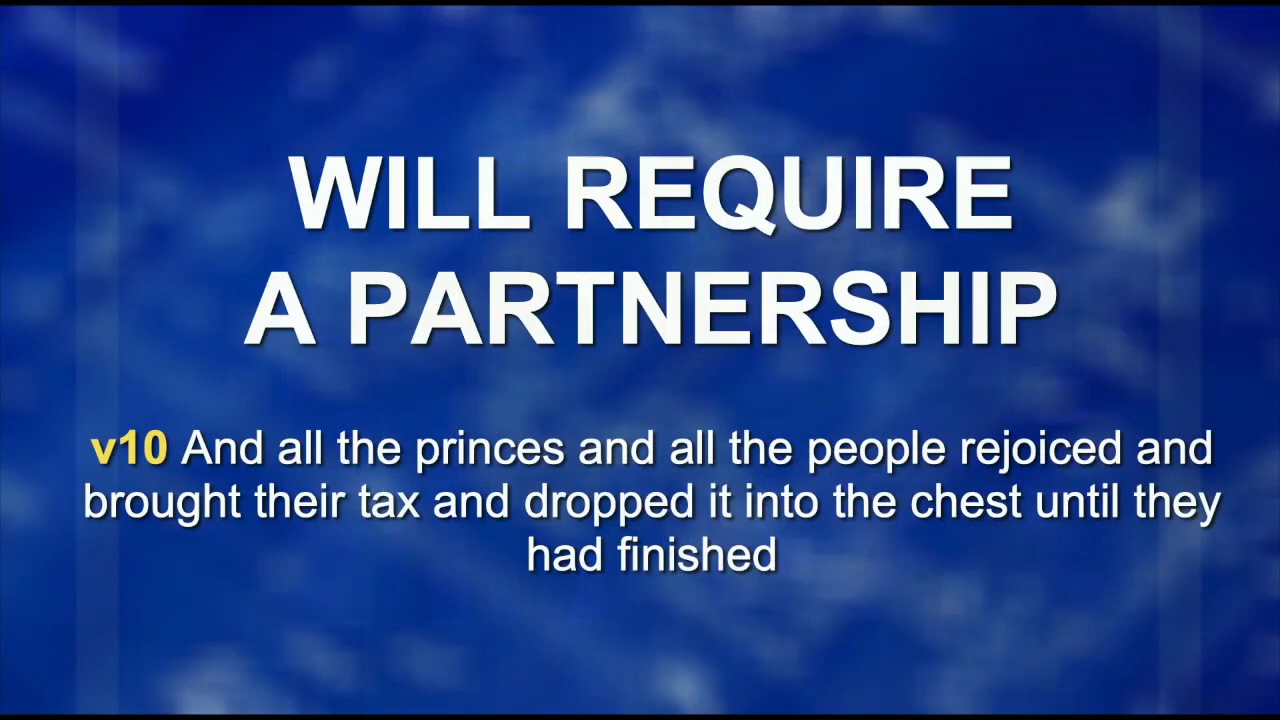 WILL REQUIRE
A PARTNERSHIP
v10 And all the princes and all the people rejoiced and
brought their tax and dropped it into the chest until they
had finished